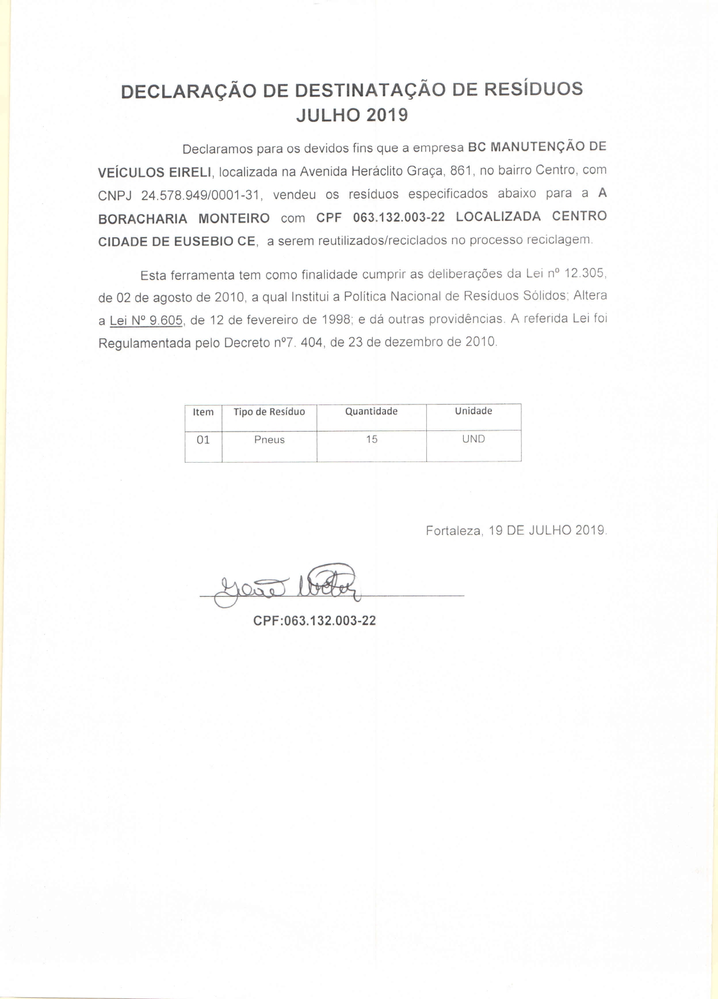 DECLARAÇÃO DE DESTINATAÇÃO DE RESÍDUOS
JULHO 2019
Declaramos para os devidos fins que a empresa BC MANUTENÇÃO DE
VEÍCULOS EIRELI, localizada na Avenida Heráclito Graça, 861, no bairro Centro, com
CNPJ 24.578.949/0001-31, vendeu os resíduos especificados abaixo para a A
BORACHARIA MONTEIRO com CPF 063.132.003-22 LOCALIZADA CENTRO
CIDADE DE EUSEBIO CE, a serem reutilizados/reciclados no processo reciclagem.
Esta ferramenta tem como finalidade cumprir as deliberações da Lei nº 12.305,
de 02 de agosto de 2010, a qual Institui a Política Nacional de Resíduos Sólidos; Altera
a Lei Nº 9.605, de 12 de fevereiro de 1998; e dá outras providências. A referida Lei foi
Regulamentada pelo Decreto nº7. 404, de 23 de dezembro de 2010.
Item Tipo de Resíduo Quantidade Unidade
01 Pneus 15 UND
Fortaleza, 19 DE JULHO 2019.
CPF:063.132.003-22